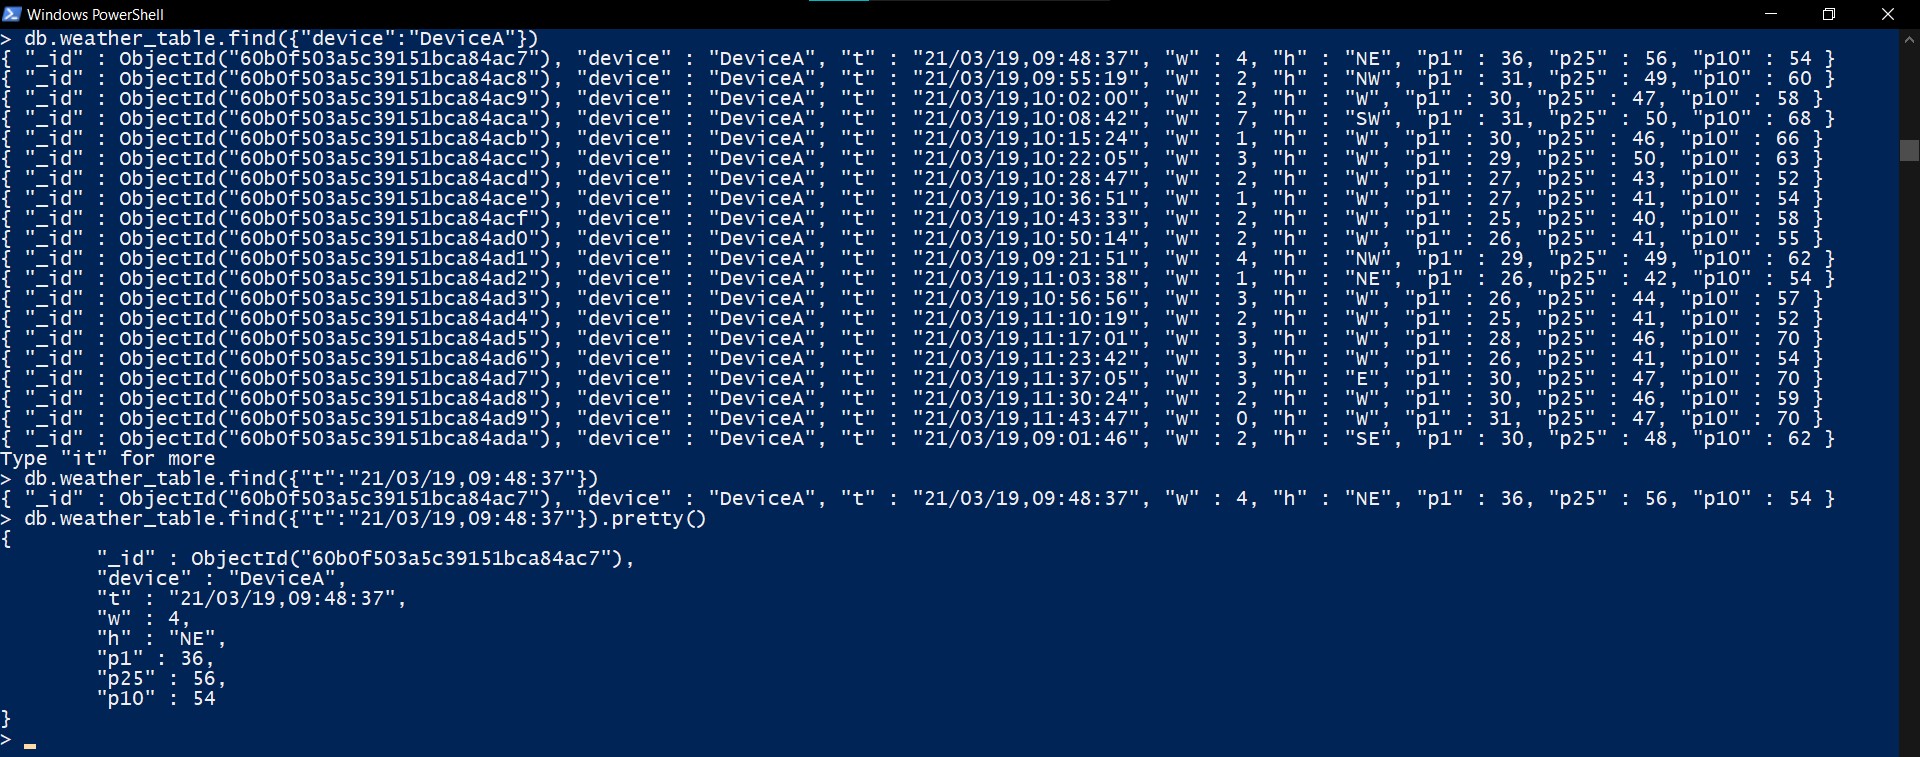 Windows PowerShell
> db.weather_table.find({"device":"DeviceA"})
{ "_id" : ObjectId("60b0f503a5c39151bca84ac7"), "device" : "DeviceA", "t" : "21/03/19,09:48:37", "w" : 4, "h" : "NE", "p1" : 36, "p25" : 56, "p10" : 54 }
{ "_id" : ObjectId("60b0f503a5c39151bca84ac8"), "device" : "DeviceA", "t" : "21/03/19,09:55:19", "w" : 2, "h" : "NW", "p1" : 31, "p25" : 49, "p10" : 60 }
{ "_id" : ObjectId("60b0f503a5c39151bca84ac9"), "device" : "DeviceA", "t" : "21/03/19,10:02:00", "w" : 2, "h" : "W", "p1" : 30, "p25" : 47, "p10" : 58 }
{ "_id" : ObjectId("60b0f503a5c39151bca84aca"), "device" : "DeviceA", "t" : "21/03/19,10:08:42", "w" : 7, "h" : "SW", "p1" : 31, "p25" : 50, "p10" : 68 }
{ "_id" : ObjectId("60b0f503a5c39151bca84acb"), "device" : "DeviceA", "t" : "21/03/19,10:15:24", "w" : 1, "h" : "W", "p1" : 30, "p25" : 46, "p10" : 66 }
{ "_id" : ObjectId("60b0f503a5c39151bca84acc"), "device" : "DeviceA", "t" : "21/03/19,10:22:05", "w" : 3, "h" : "W", "p1" : 29, "p25" : 50, "p10" : 63 }
{ "_id" : ObjectId("60b0f503a5c39151bca84acd"), "device" : "DeviceA", "t" : "21/03/19,10:28:47", "w" : 2, "h" : "W", "p1" : 27, "p25" : 43, "p10" : 52 }
{ "_id" : ObjectId("60b0f503a5c39151bca84ace"), "device" : "DeviceA", "t" : "21/03/19,10:36:51", "w" : 1, "h" : "W", "p1" : 27, "p25" : 41, "p10" : 54 }
{ "_id" : ObjectId("60b0f503a5c39151bca84acf"), "device" : "DeviceA", "t" : "21/03/19,10:43:33", "w" : 2, "h" : "W", "p1" : 25, "p25" : 40, "p10" : 58 }
{ "_id" : ObjectId("60b0f503a5c39151bca84ad0"), "device" : "DeviceA", "t" : "21/03/19,10:50:14", "w" : 2, "h" : "W", "p1" : 26, "p25" : 41, "p10" : 55 }
{ "_id" : ObjectId("60b0f503a5c39151bca84ad1"), "device" : "DeviceA", "t" : "21/03/19,09:21:51", "w" : 4, "h" : "NW", "p1" : 29, "p25" : 49, "p10" : 62 }
{ "_id" : ObjectId("60b0f503a5c39151bca84ad2"), "device" : "DeviceA", "t" : "21/03/19,11:03:38", "w" : 1, "h" : "NE", "p1" : 26, "p25" : 42, "p10" : 54 }
{ "_id" : ObjectId("60b0f503a5c39151bca84ad3"), "device" : "DeviceA", "t" : "21/03/19,10:56:56", "w" : 3, "h" : "W", "p1" : 26, "p25" : 44, "p10" : 57 }
{ "_id" : ObjectId("60b0f503a5c39151bca84ad4"), "device" : "DeviceA", "t" : "21/03/19,11:10:19", "w" : 2, "h" : "W", "p1" : 25, "p25" : 41, "p10" : 52 }
{ "_id" : ObjectId("60b0f503a5c39151bca84ad5"), "device" : "DeviceA", "t" : "21/03/19,11:17:01", "w" : 3, "h" : "W", "p1" : 28, "p25" : 46, "p10" : 70 }
{ "_id" : ObjectId("60b0f503a5c39151bca84ad6"), "device" : "DeviceA", "t" : "21/03/19,11:23:42", "w" : 3, "h" : "W", "p1" : 26, "p25" : 41, "p10" : 54 }
{ "_id" : ObjectId("60b0f503a5c39151bca84ad7"), "device" : "DeviceA", "t" : "21/03/19,11:37:05", "w" : 3, "h" : "E", "p1" : 30, "p25" : 47, "p10" : 70 }
{ "_id" : ObjectId("60b0f503a5c39151bca84ad8"), "device" : "DeviceA", "t" : "21/03/19,11:30:24", "w" : 2, "h" : "W", "p1" : 30, "p25" : 46, "p10" : 59 }
{ "_id" : ObjectId("60b0f503a5c39151bca84ad9"), "device" : "DeviceA", "t" : "21/03/19,11:43:47", "w" : 0, "h" : "W", "p1" : 31, "p25" : 47, "p10" : 70 }
{ "_id" : ObjectId("60b0f503a5c39151bca84ada"), "device" : "DeviceA", "t" : "21/03/19,09:01:46", "w" : 2, "h" : "SE", "p1" : 30, "p25" : 48, "p10" : 62 }
Type "it" for more
> db.weather_table.find({"t":"21/03/19,09:48:37"})
{ "_id" : ObjectId("60b0f503a5c39151bca84ac7"), "device" : "DeviceA", "t" : "21/03/19,09:48:37", "w" : 4, "h" : "NE", "p1" : 36, "p25" : 56, "p10" : 54 }
> db.weather_table.find({"t":"21/03/19,09:48:37"}).pretty()
{
"_id" : ObjectId("60b0f503a5c39151bca84ac7"),
"device" : "DeviceA",
"t" : "21/03/19,09:48:37",
"w" : 4,
"h" : "NE",
"p1" : 36,
"p25" : 56,
"p10" : 54
}
>